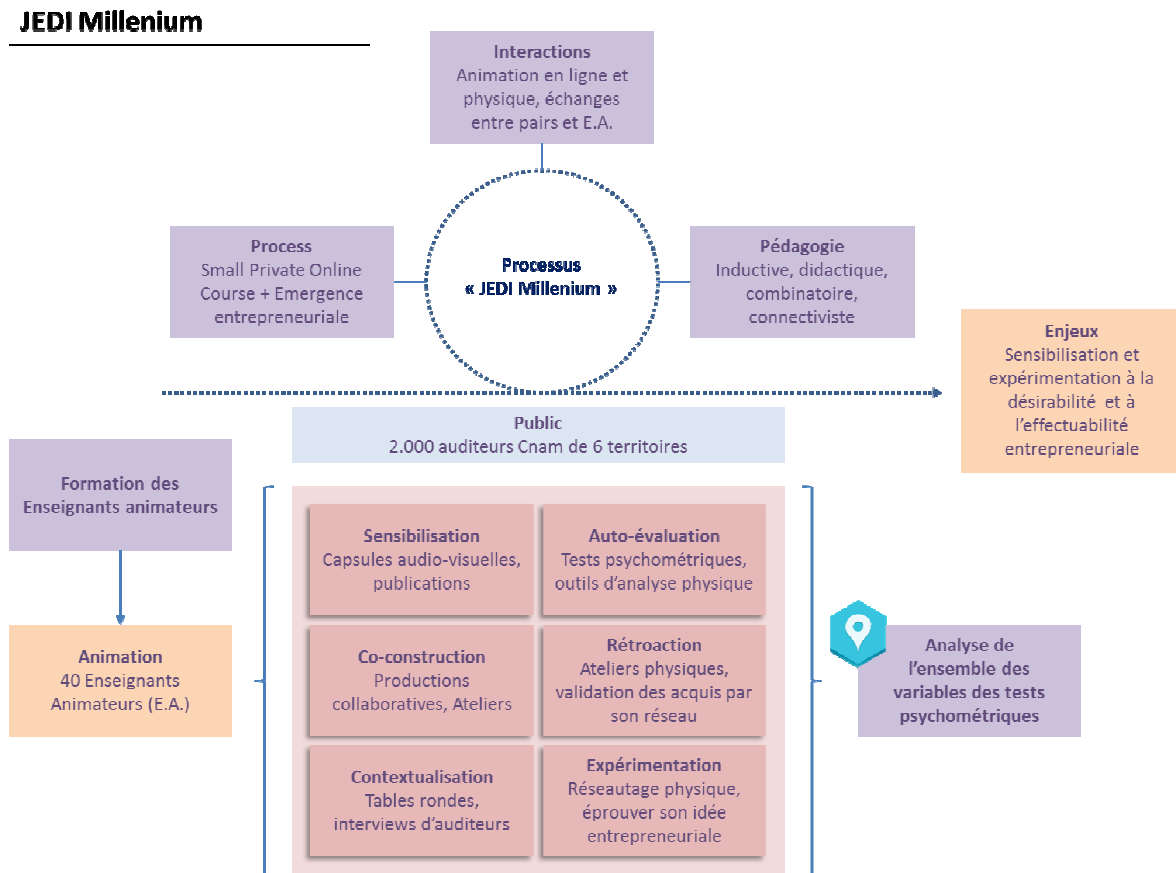 JEDI Millenium
Interactions
Animation en ligne et
physique, échanges
entre pairs et E.A.
Process
Small Private Online
Course + Emergence
entrepreneuriale
Processus
« JEDI Millenium »
Pédagogie
Inductive, didactique,
combinatoire,
connectiviste
Enjeux
Sensibilisation et
expérimentation à la
désirabilité et à
l’effectuabilité
entrepreneuriale
Public
2.000 auditeurs Cnam de 6 territoires
Formation des
Enseignants animateurs
Animation
40 Enseignants
Animateurs (E.A.)
Sensibilisation
Capsules audio-visuelles,
publications
Auto-évaluation
Tests psychométriques,
outils d’analyse physique
Co-construction
Productions
collaboratives, Ateliers
Rétroaction
Ateliers physiques,
validation des acquis par
son réseau
Contextualisation
Tables rondes,
interviews d’auditeurs
Expérimentation
Réseautage physique,
éprouver son idée
entrepreneuriale
Analyse de
l’ensemble des
variables des tests
psychométriques